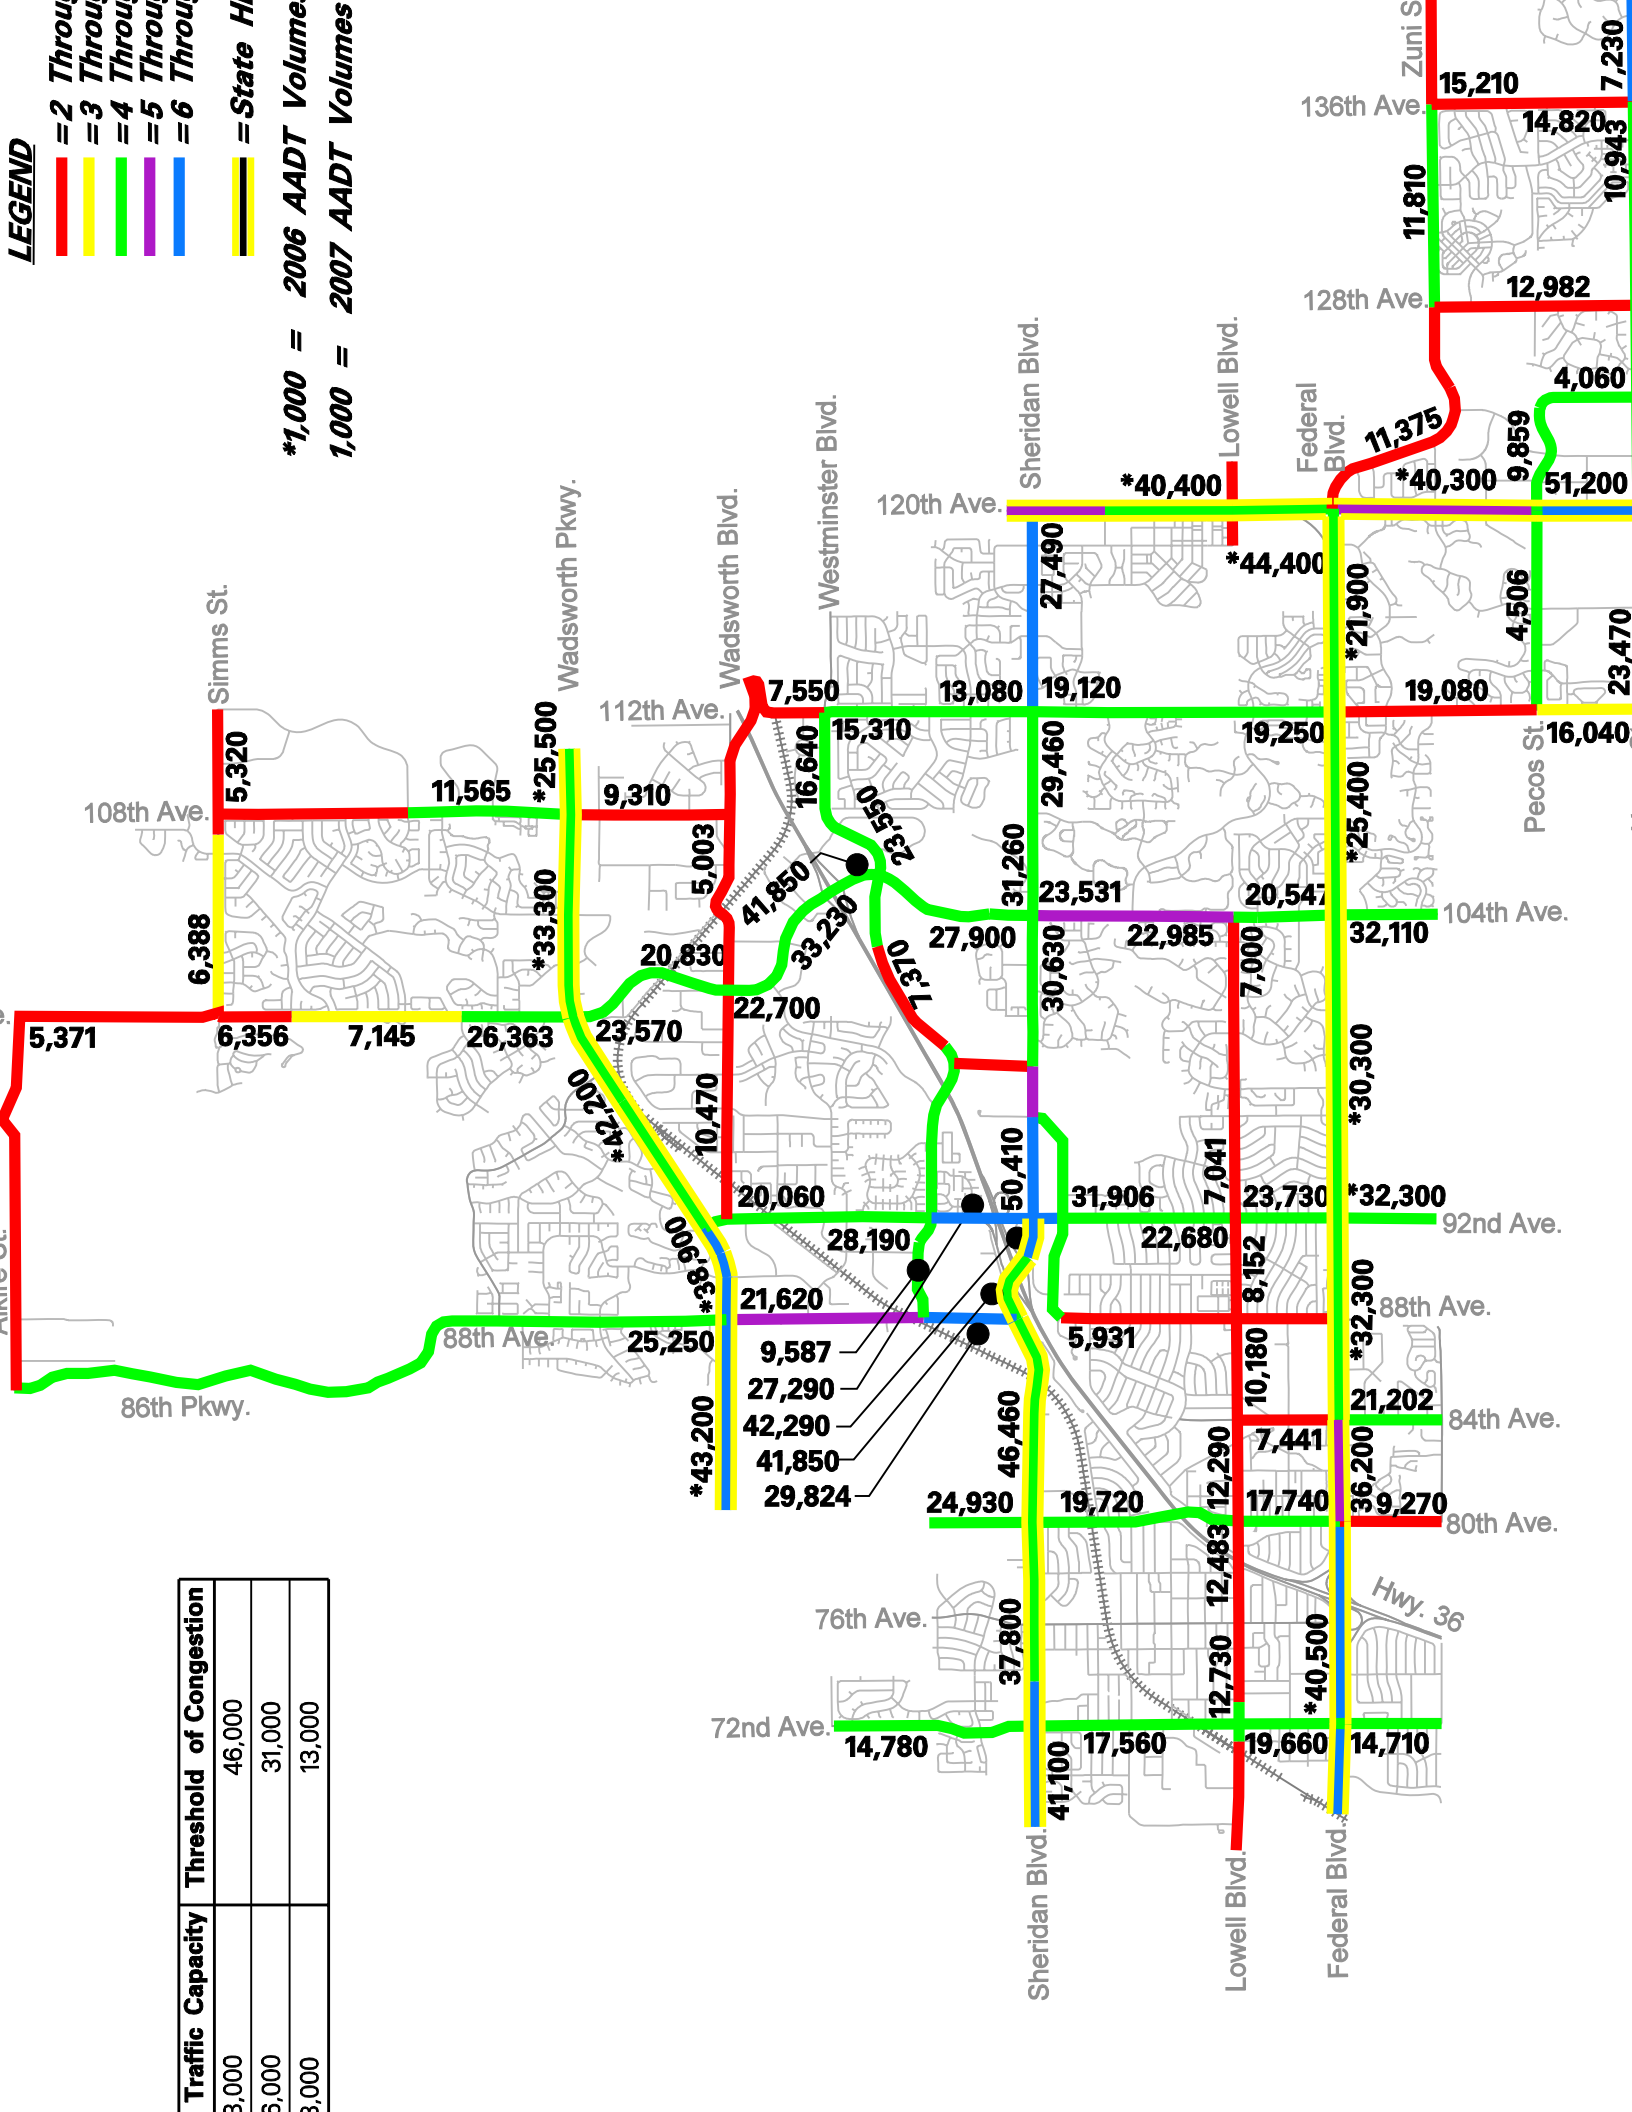 LEGEND
=2 Throug
=3 Throug
=4 Throug
=5 Throug
=6 Throug
=State H
*1,000 = 2006 AADT Volumes
1,000 = 2007 AADT Volumes
Zuni S
7,230
15,210
136th Ave.
14,820
10,943
11,810
12,982
128th Ave.
4,060
Sheridan Blvd.
Lowell Blvd.
Federal
Blvd.
11,375
9,859
Westminster Blvd.
Wadsworth Pkwy.
Wadsworth Blvd.
*40,400
*40,300
51,200
120th Ave.
27,490
*44,400
*21,900
4,506
23,470
Simms St.
7,550
13,080
19,120
19,080
112th Ave.
15,310
19,250
16,040
Pecos St.
5,320
*25,500
16,640
29,460
*25,400
11,565
9,310
108th Ave.
5,003
23,550
41,850
31,260
23,531
20,547
104th Ave.
6,388
*33,300
33,230
27,900
22,985
32,110
20,830
7,370
30,630
7,000
22,700
5,371
6,356
7,145
26,363
23,570
*42,200
10,470
*30,300
50,410
7,041
20,060
31,906
23,730
*32,300
92nd Ave.
28,190
22,680
*38,900
8,152
*32,300
21,620
88th Ave.
88th Ave.
25,250
5,931
9,587
27,290
42,290
41,850
29,824
86th Pkwy.
*43,200
46,460
10,180
21,202
84th Ave.
7,441
12,290
36,200
24,930
19,720
17,740
9,270
80th Ave.
12,483
Hwy. 36
76th Ave.
37,800
12,730
*40,500
72nd Ave.
14,780
17,560
19,660
14,710
41,100
Sheridan Blvd.
Lowell Blvd.
Federal Blvd.
Traffic Capacity Threshold of Congestion
3,000 46,000
6,000 31,000
3,000 13,000